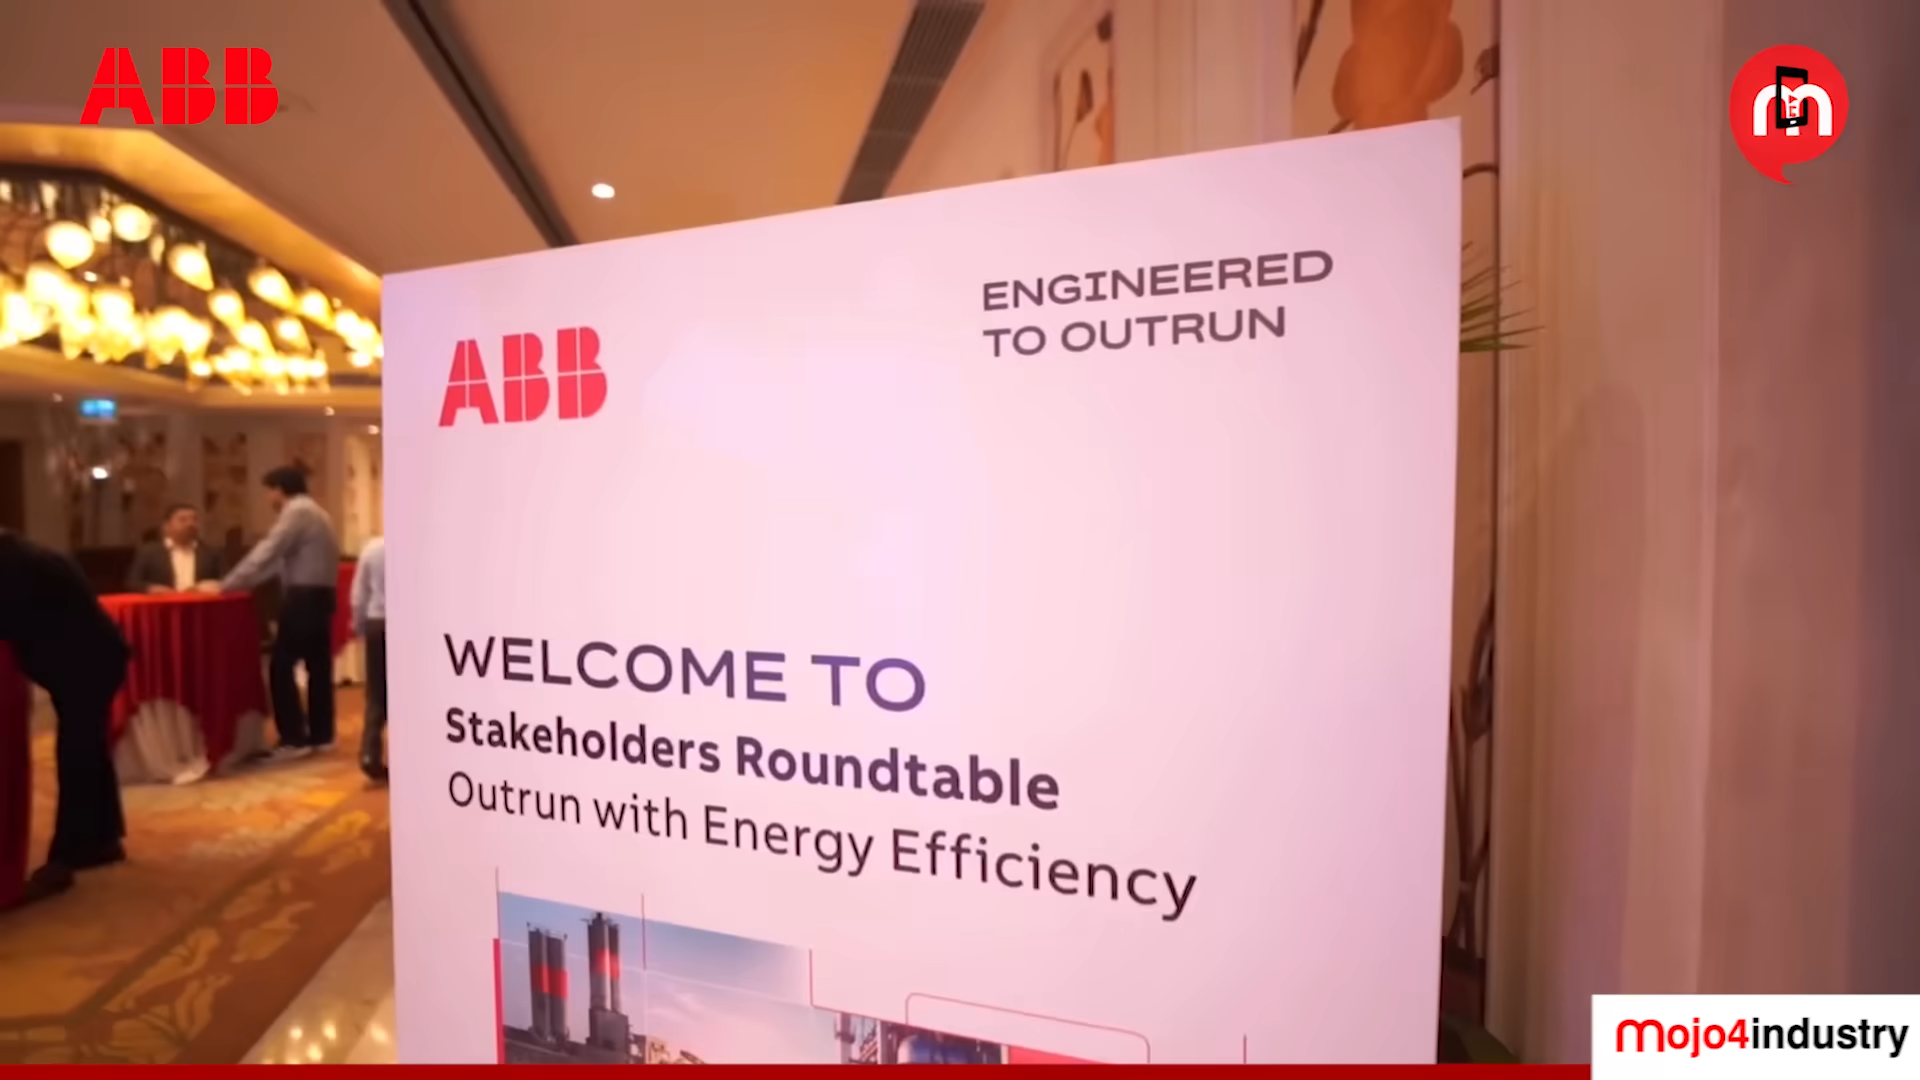 ABB
ENGINEERED
TO OUTRUN
ABB
WELCOME TO
Stakeholders Roundtable
Outrun with Energy Efficiency
mojo4industry